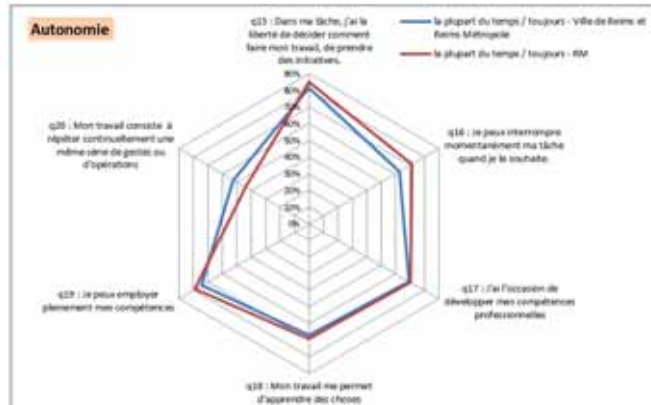 Autonomie
q15 : Dans ma tâche, j'ai la
liberté de décider comment
faire mon travail, de prendre
des initiatives.
la plupart du temps / toujours - Ville de Reims et
Reims Métropole
la plupart du temps / toujours - RM
90%
80%
70%
60%
50%
40%
30%
20%
10%
0%
q20 : Mon travail consiste à
répéter continuellement une
même série de gestes ou
d'opérations
q16 : Je peux interrompre
momentanément ma tâche
quand je le souhaite.
q19 : Je peux employer
pleinement mes compétences
q17 : J'ai l'occasion de
développer mes compétences
professionnelles
q18 : Mon travail me permet
d'apprendre des choses